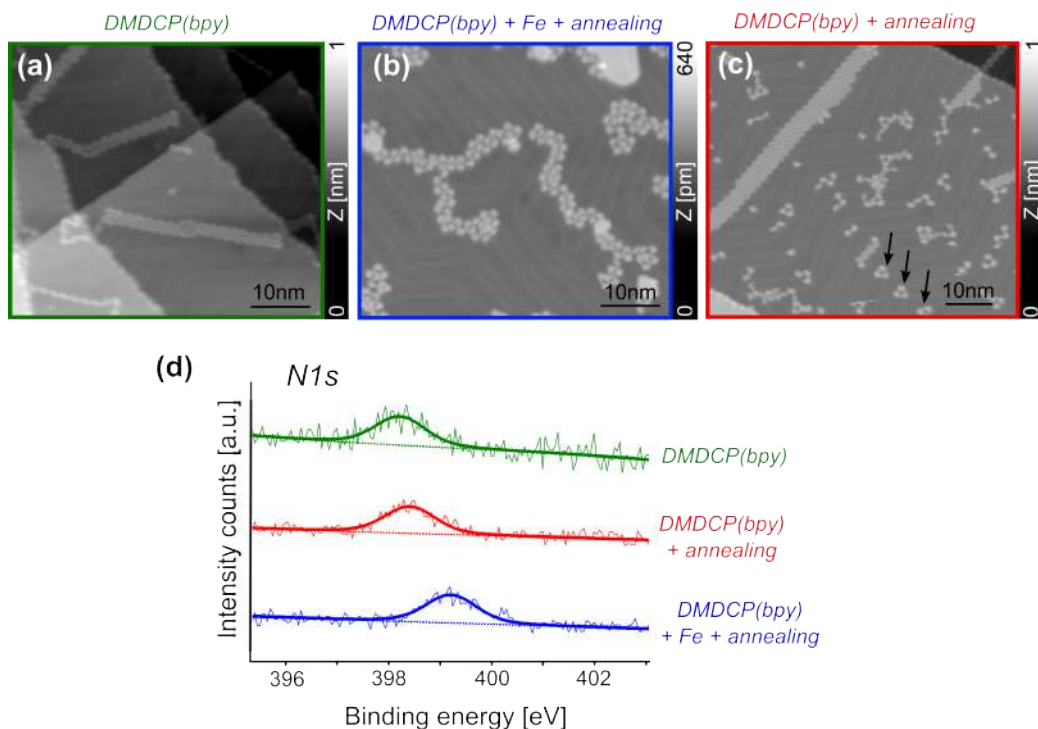 DMDCP(bpy)
DMDCP(bpy) + Fe + annealing
DMDCP(bpy) + annealing
(a)
10nm
1
Z [nm]
0
(b)
10nm
640
Z [pm]
0
(c)
10nm
1
Z [nm]
0
(d)
N1s
Intensity counts [a.u.]
DMDCP(bpy)
DMDCP(bpy)
+ annealing
DMDCP(bpy)
+ Fe + annealing
396 398 400 402
Binding energy [eV]